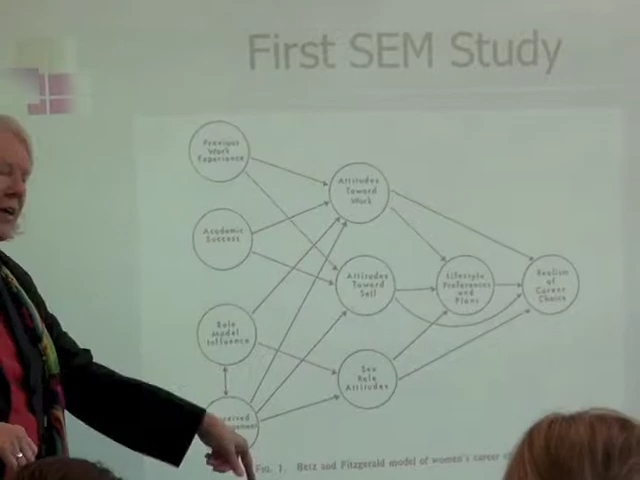 First SEM Study
Previous
Work
Experience
Attitudes
Toward
Work
Academic
Success
Attitudes
Toward
Self
Lifestyle
Preferences
and
Plans
Realism
of
Career
Choice
Role
Model
Influence
Sex
Role
Attitudes
FIG. 1. Betz and Fitzgerald model of women's career